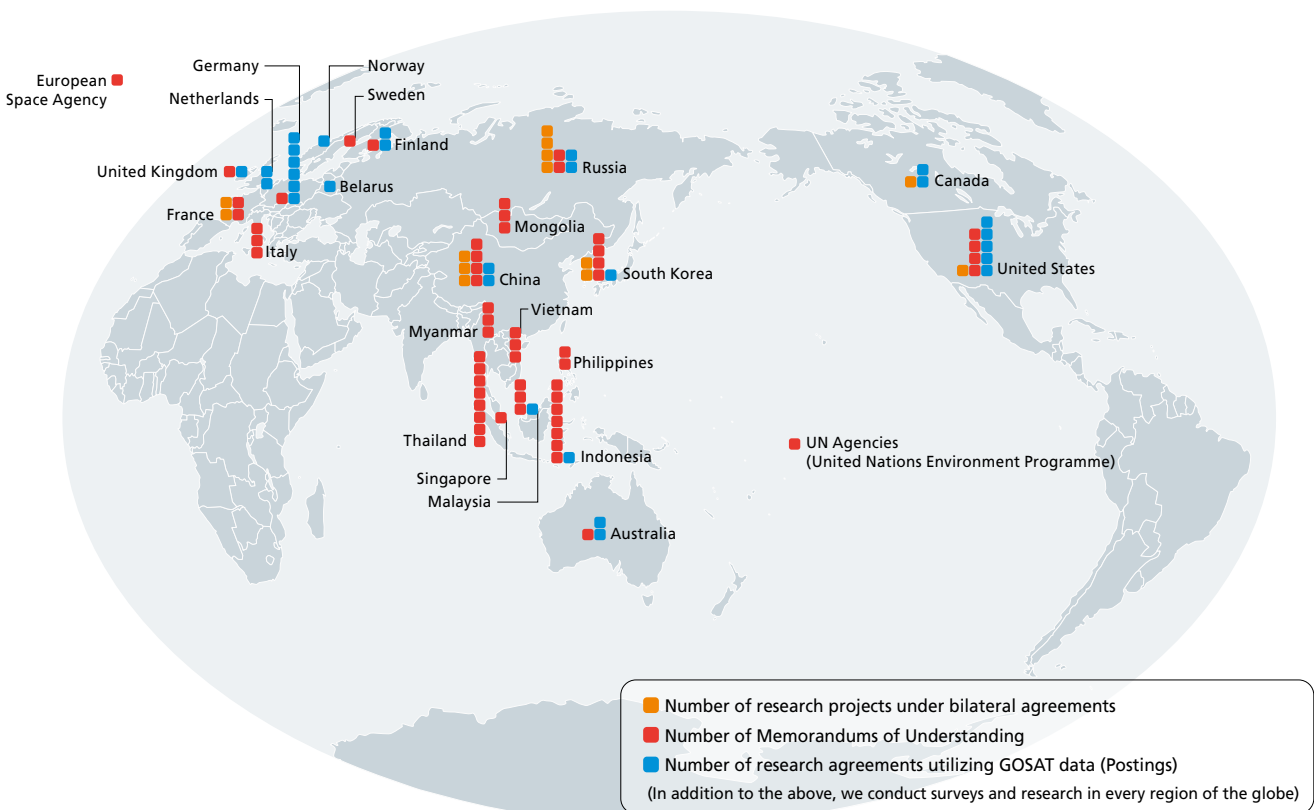 Germany
Norway
European
Space Agency
Netherlands
Sweden
Finland
United Kingdom
Russia
Belarus
Canada
France
Mongolia
Italy
China
South Korea
United States
Myanmar
Vietnam
Philippines
Thailand
UN Agencies
(United Nations Environment Programme)
Indonesia
Singapore
Malaysia
Australia
Number of research projects under bilateral agreements
Number of Memorandums of Understanding
Number of research agreements utilizing GOSAT data (Postings)
(In addition to the above, we conduct surveys and research in every region of the globe)